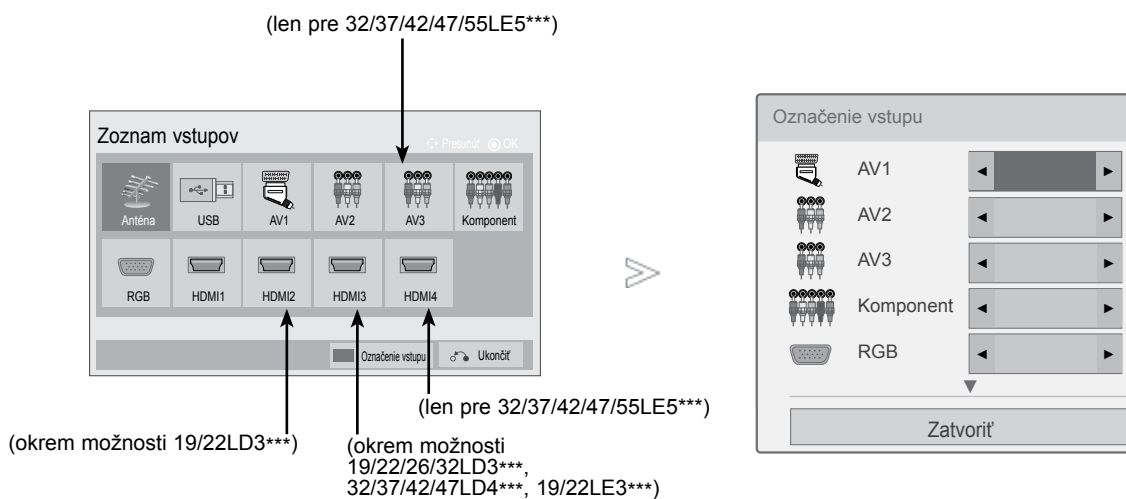 (len pre 32/37/42/47/55LE5***)
Zoznam vstupov
Presunúť OK
Anténa USB AV1 AV2 AV3 Komponent
RGB HDMI1 HDMI2 HDMI3 HDMI4
Označenie vstupu Ukončiť
(len pre 32/37/42/47/55LE5***)
(okrem možnosti 19/22LD3***)
(okrem možnosti
19/22/26/32LD3***,
32/37/42/47LD4***, 19/22LE3***)
Označenie vstupu
AV1
AV2
AV3
Komponent
RGB
Zatvoriť